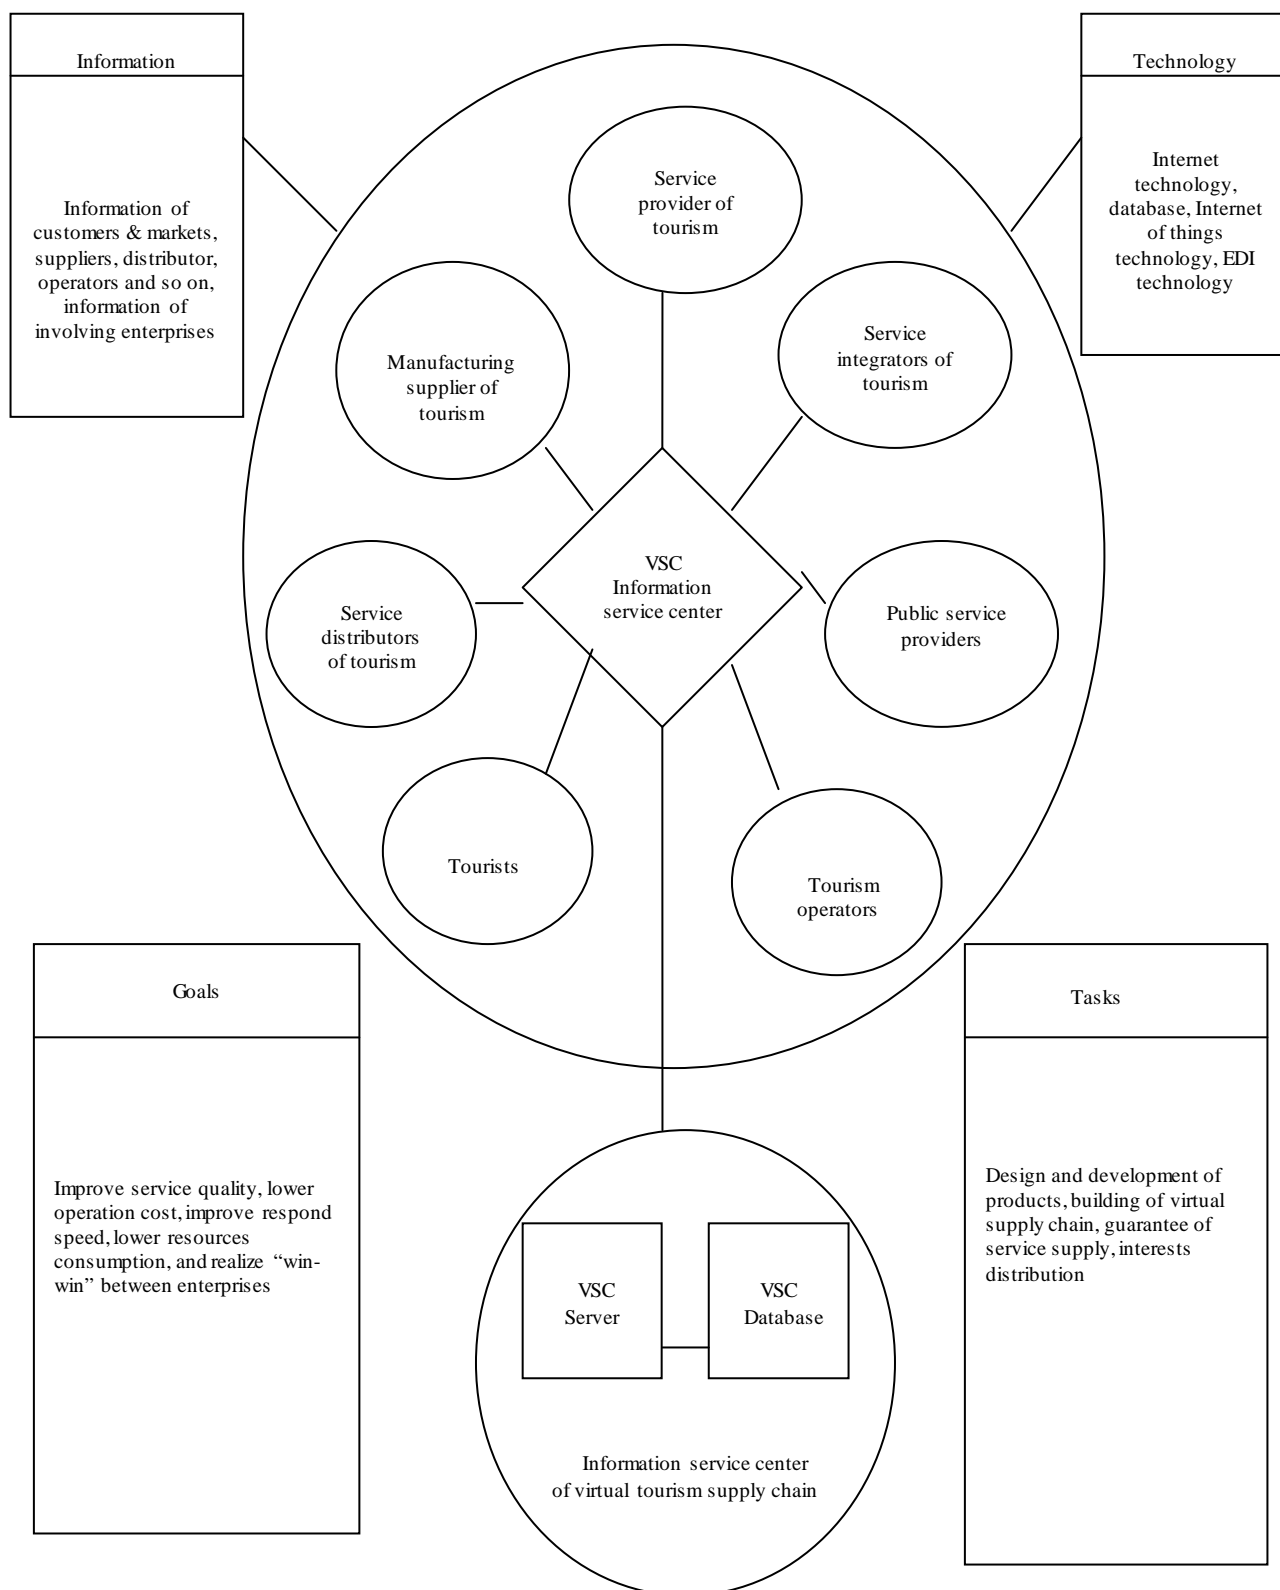 Information
Information of
customers & markets,
suppliers, distributor,
operators and so on,
information of
involving enterprises
Technology
Internet
technology,
database, Internet
of things
technology, EDI
technology
Service
provider of
tourism
Manufacturing
supplier of
tourism
Service
integrators of
tourism
VSC
Information
service center
Service
distributors
of tourism
Public service
providers
Tourists
Tourism
operators
Goals
Improve service quality, lower
operation cost, improve respond
speed, lower resources
consumption, and realize “win-
win” between enterprises
Tasks
Design and development of
products, building of virtual
supply chain, guarantee of
service supply, interests
distribution
VSC
Server
VSC
Database
Information service center
of virtual tourism supply chain